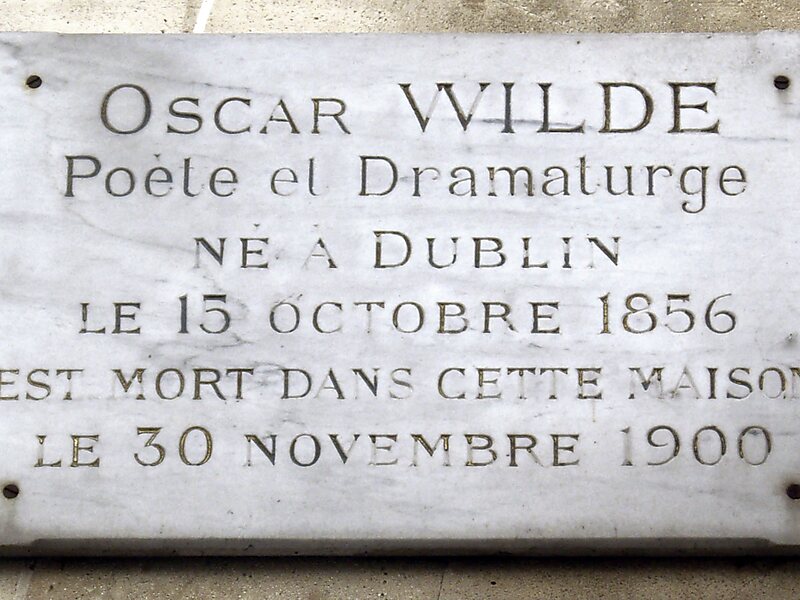 OSCAR WILDE
Poète et Dramaturge
NÉ À DUBLIN
LE 15 OCTOBRE 1856
EST MORT DANS CETTE MAISON
LE 30 NOVEMBRE 1900